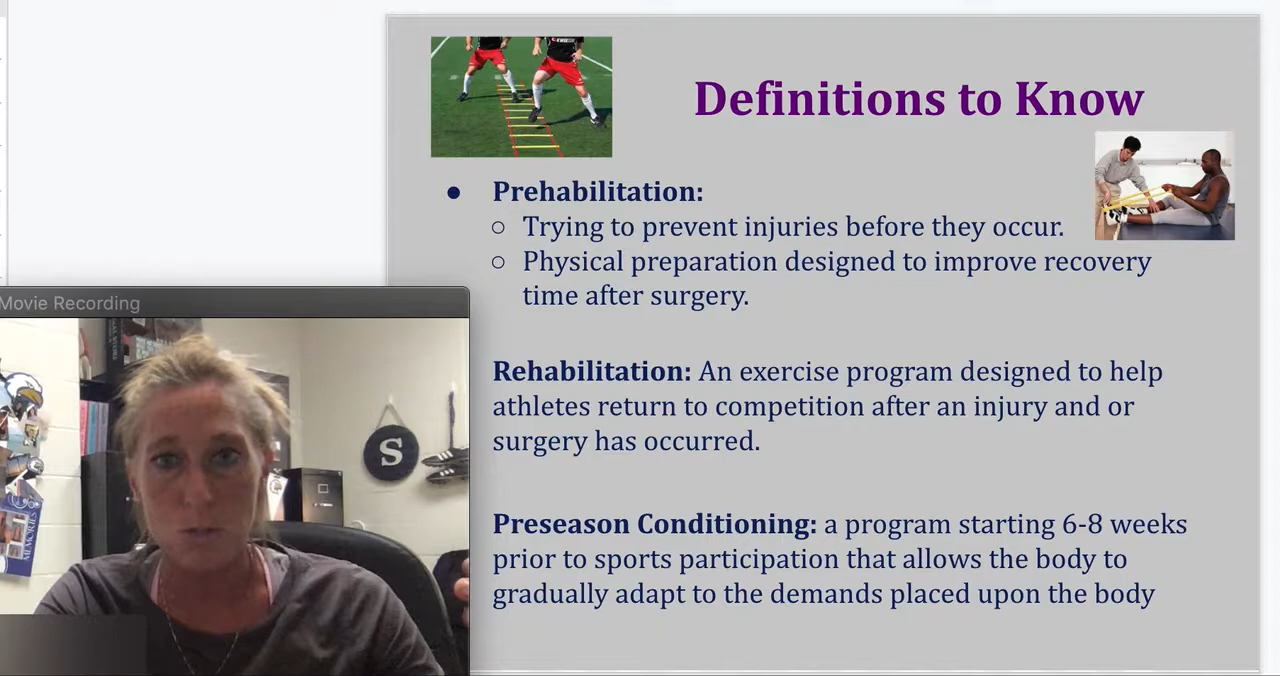 Definitions to Know
Prehabilitation:
Trying to prevent injuries before they occur.
Physical preparation designed to improve recovery
time after surgery.
Rehabilitation: An exercise program designed to help
athletes return to competition after an injury and or
surgery has occurred.
Preseason Conditioning: a program starting 6-8 weeks
prior to sports participation that allows the body to
gradually adapt to the demands placed upon the body
Movie Recording
S
MEMORIES